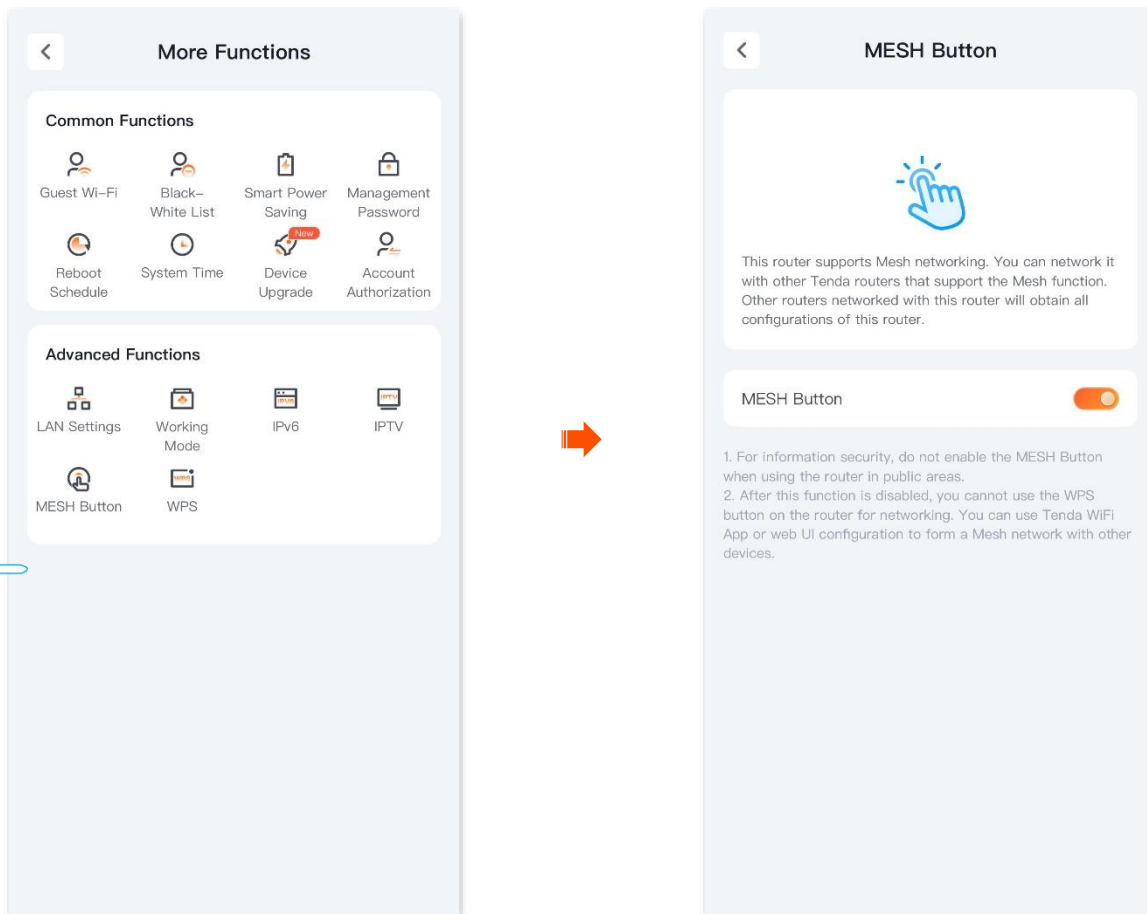 More Functions
Common Functions
Guest Wi-Fi
Black-
White List
Smart Power
Saving
Management
Password
Reboot
Schedule
System Time
New
Device
Upgrade
Account
Authorization
Advanced Functions
LAN Settings
Working
Mode
IPV6
IPv6
IPTV
IPTV
MESH Button
WPS
WPS
MESH Button
This router supports Mesh networking. You can network it
with other Tenda routers that support the Mesh function.
Other routers networked with this router will obtain all
configurations of this router.
MESH Button
1. For information security, do not enable the MESH Button
when using the router in public areas.
2. After this function is disabled, you cannot use the WPS
button on the router for networking. You can use Tenda WiFi
App or web UI configuration to form a Mesh network with other
devices.